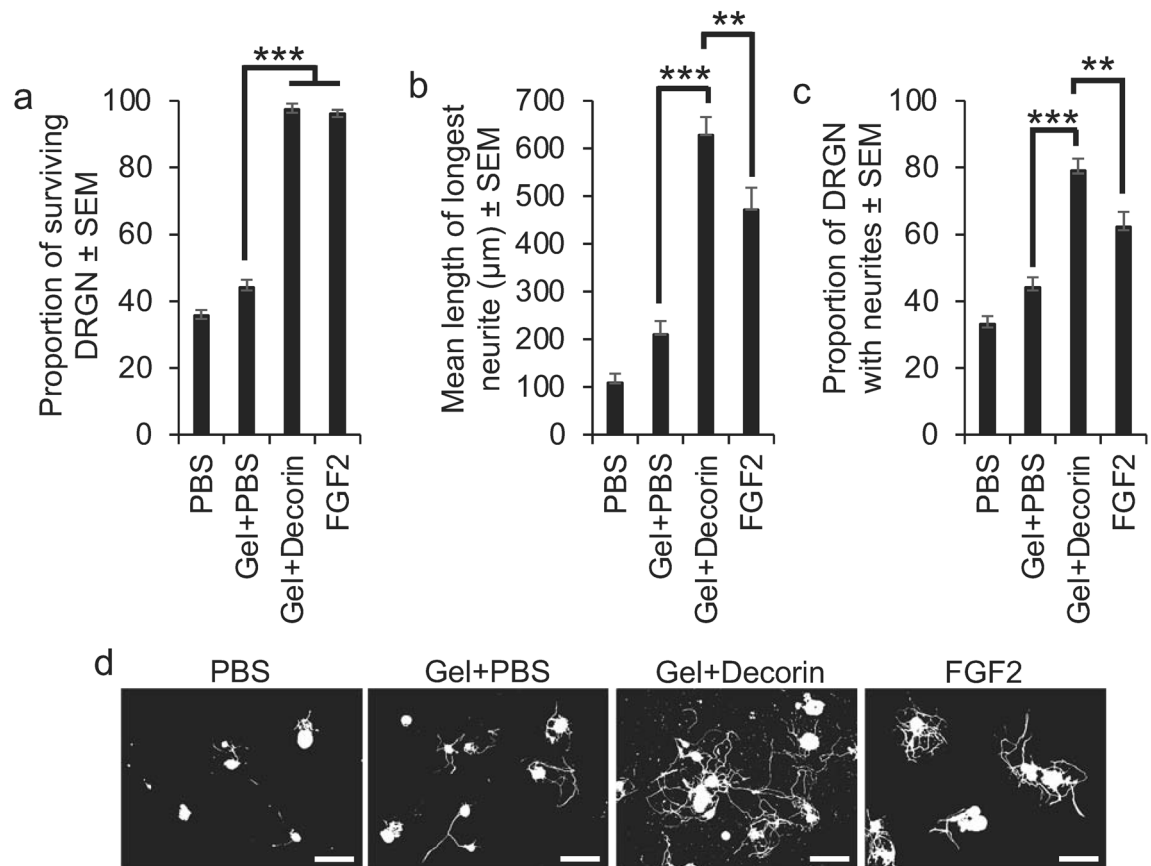 a
***
Proportion of surviving
DRGN ± SEM
100
80
60
40
20
0
PBS
Gel+PBS
Gel+Decorin
FGF2
b
**
***
Mean length of longest
neurite (µm) ± SEM
700
600
500
400
300
200
100
0
PBS
Gel+PBS
Gel+Decorin
FGF2
c
**
***
Proportion of DRGN
with neurites ± SEM
100
80
60
40
20
0
PBS
Gel+PBS
Gel+Decorin
FGF2
d
PBS
Gel+PBS
Gel+Decorin
FGF2